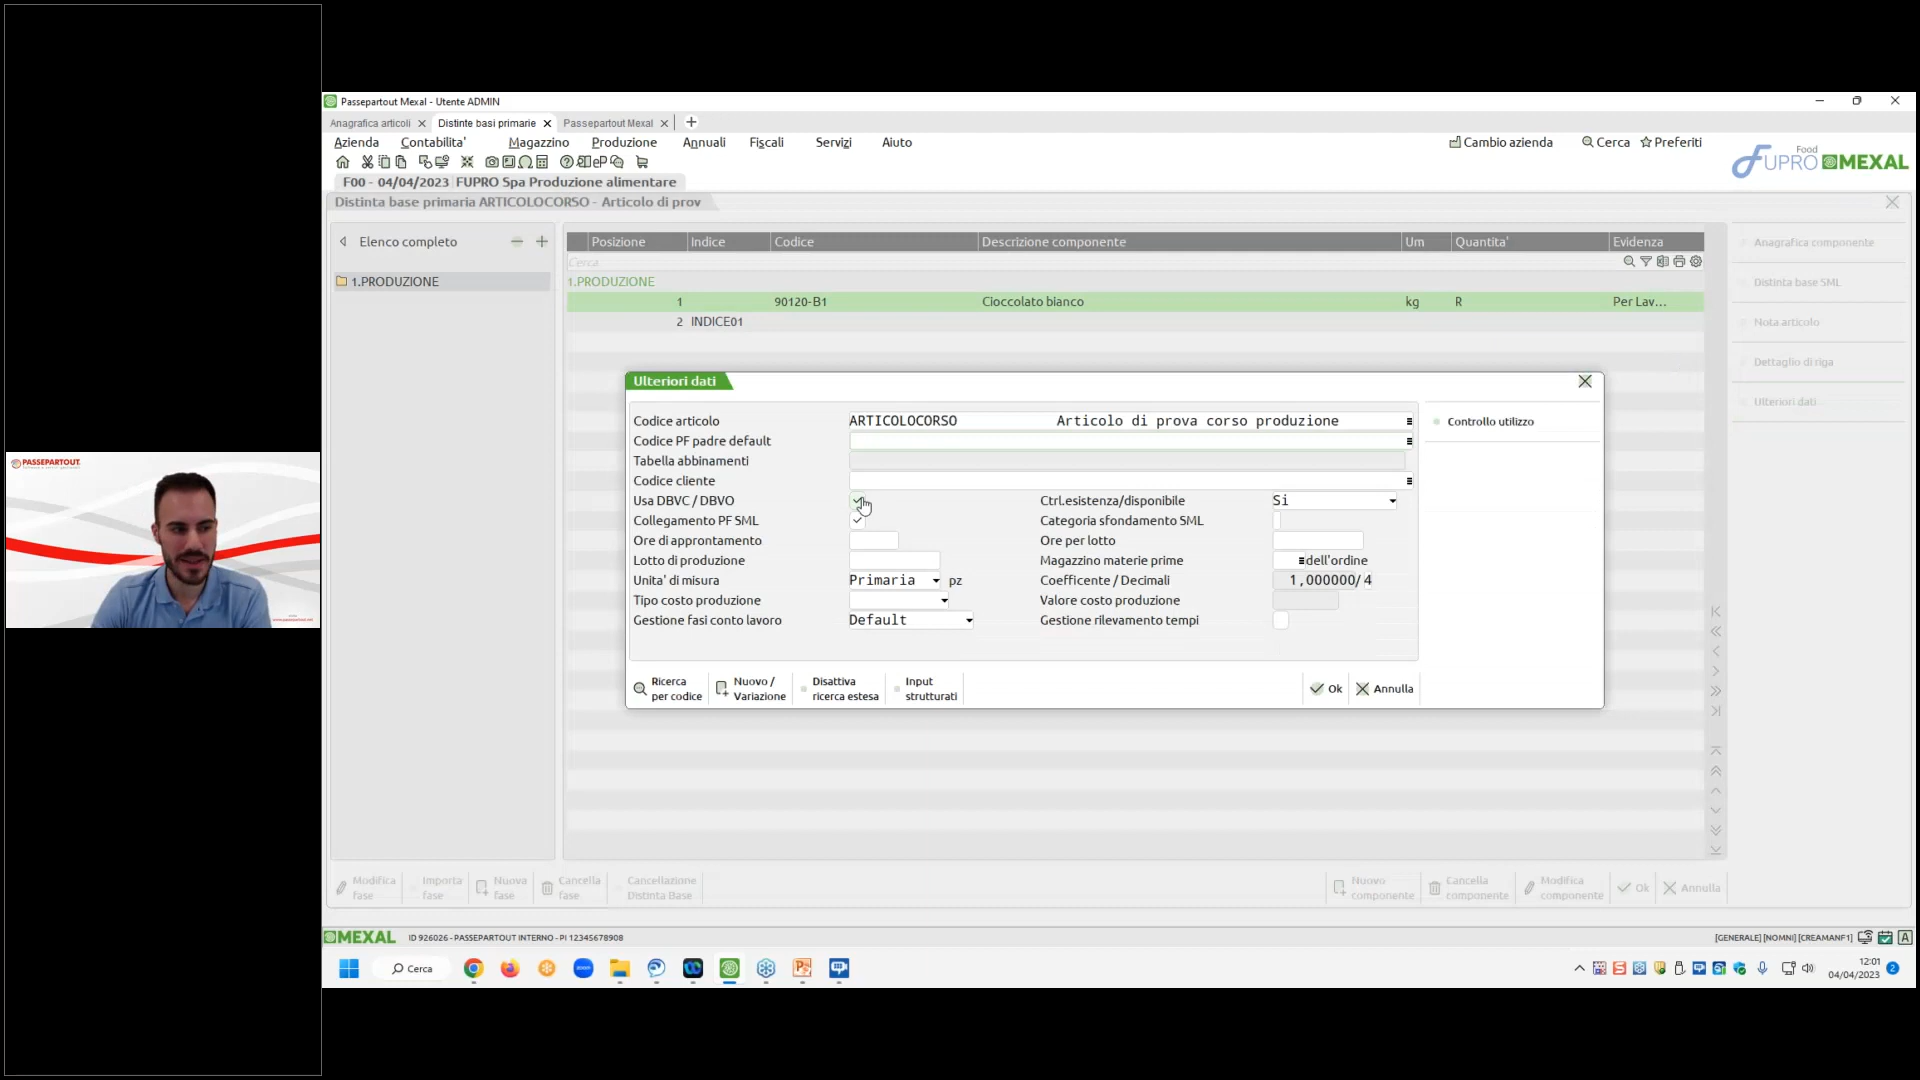 Passepartout Mexal - Utente ADMIN
Anagrafica articoli
Distinte basi primarie
Passepartout Mexal
Azienda
Contabilita'
Magazzino
Produzione
Annuali
Fiscali
Servizi
Aiuto
Cambio azienda
Cerca
Preferiti
Food
FUPRO MEXAL
F00 - 04/04/2023 FUPRO Spa Produzione alimentare
Distinta base primaria ARTICOLOCORSO - Articolo di prov
Elenco completo
1.PRODUZIONE
Posizione Indice Codice Descrizione componente Um Quantita' Evidenza
Cerca
1.PRODUZIONE
1 90120-B1 Cioccolato bianco kg R Per Lav...
2 INDICE01
Anagrafica componente
Distinta base SML
Nota articolo
Dettaglio di riga
Ulteriori dati
Ulteriori dati
Codice articolo ARTICOLOCORSO Articolo di prova corso produzione
Codice PF padre default
Tabella abbinamenti
Codice cliente
Usa DBVC / DBVO Ctrl.esistenza/disponibile Si
Collegamento PF SML Categoria sfondamento SML
Ore di approntamento Ore per lotto
Lotto di produzione Magazzino materie prime dell'ordine
Unita' di misura Primaria pz Coefficente / Decimali 1,000000/ 4
Tipo costo produzione Valore costo produzione
Gestione fasi conto lavoro Default Gestione rilevamento tempi
Controllo utilizzo
Ricerca per codice
Nuovo / Variazione
Disattiva ricerca estesa
Input strutturati
Ok
Annulla
Modifica fase
Importa fase
Nuova fase
Cancella fase
Cancellazione Distinta Base
Nuovo componente
Cancella componente
Modifica componente
Ok
Annulla
MEXAL ID 926026 - PASSEPARTOUT INTERNO - PI 12345678908
[GENERALE] [NOMNI] [CREAMANF1]
A
Cerca
12:01
04/04/2023
2
PASSEPARTOUT